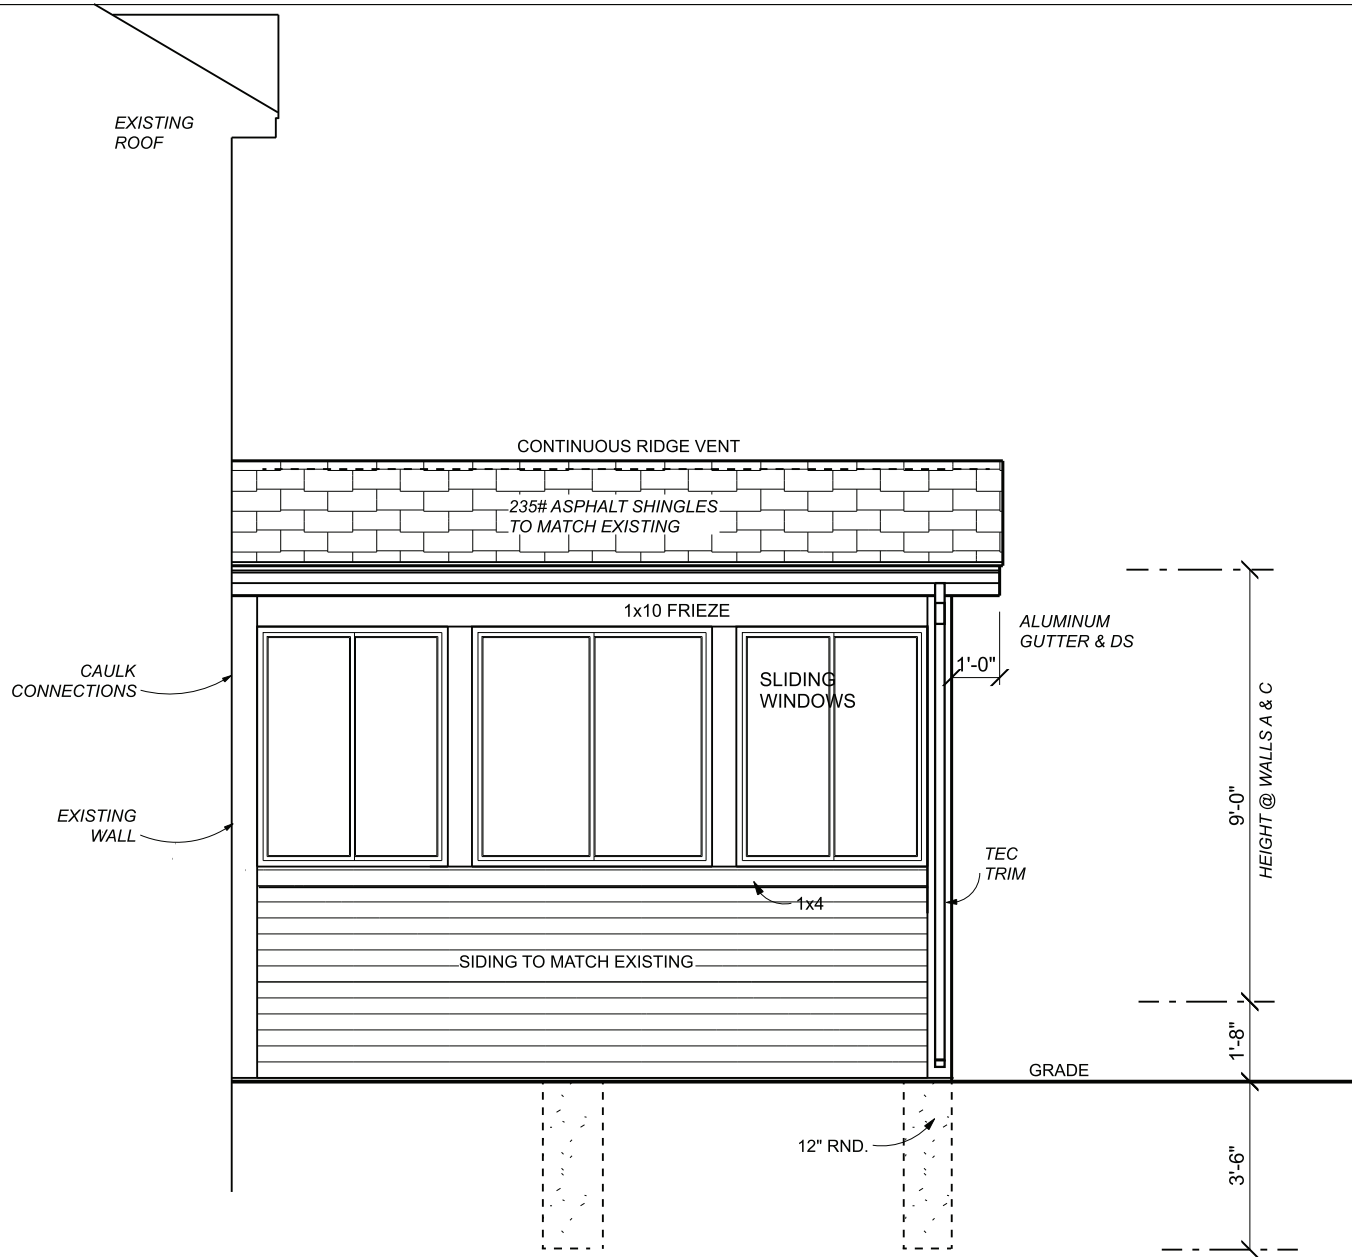 EXISTING
ROOF
CONTINUOUS RIDGE VENT
235# ASPHALT SHINGLES
TO MATCH EXISTING
1x10 FRIEZE
ALUMINUM
GUTTER & DS
1'-0"
CAULK
CONNECTIONS
SLIDING
WINDOWS
HEIGHT @ WALLS A & C
9'-0"
EXISTING
WALL
TEC
TRIM
1x4
SIDING TO MATCH EXISTING
1'-8"
GRADE
12" RND.
3'-6"